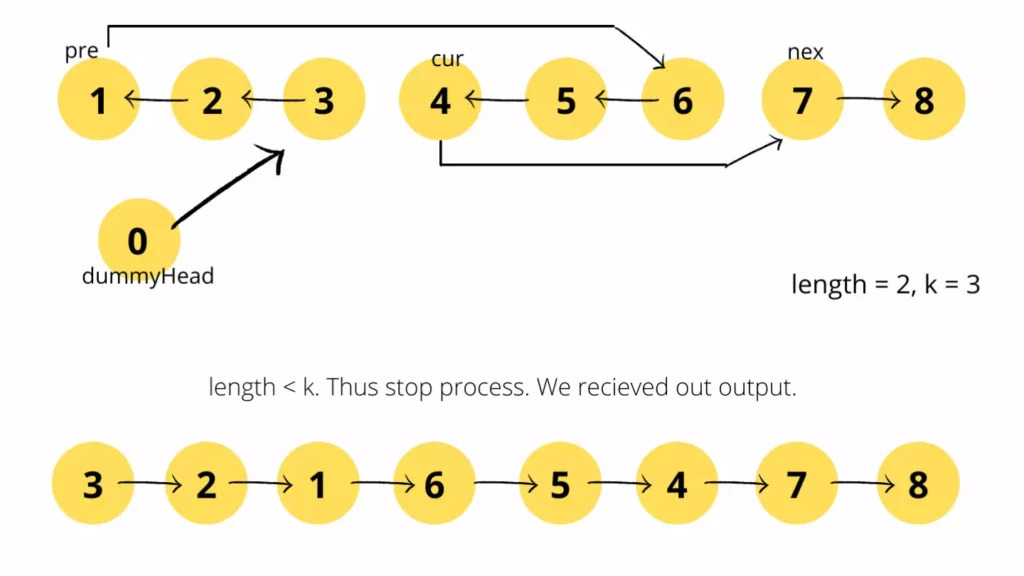 pre
cur
nex
1 2 3 4 5 6 7 8
0
dummyHead
length = 2, k = 3
length < k. Thus stop process. We recieved out output.
3 2 1 6 5 4 7 8